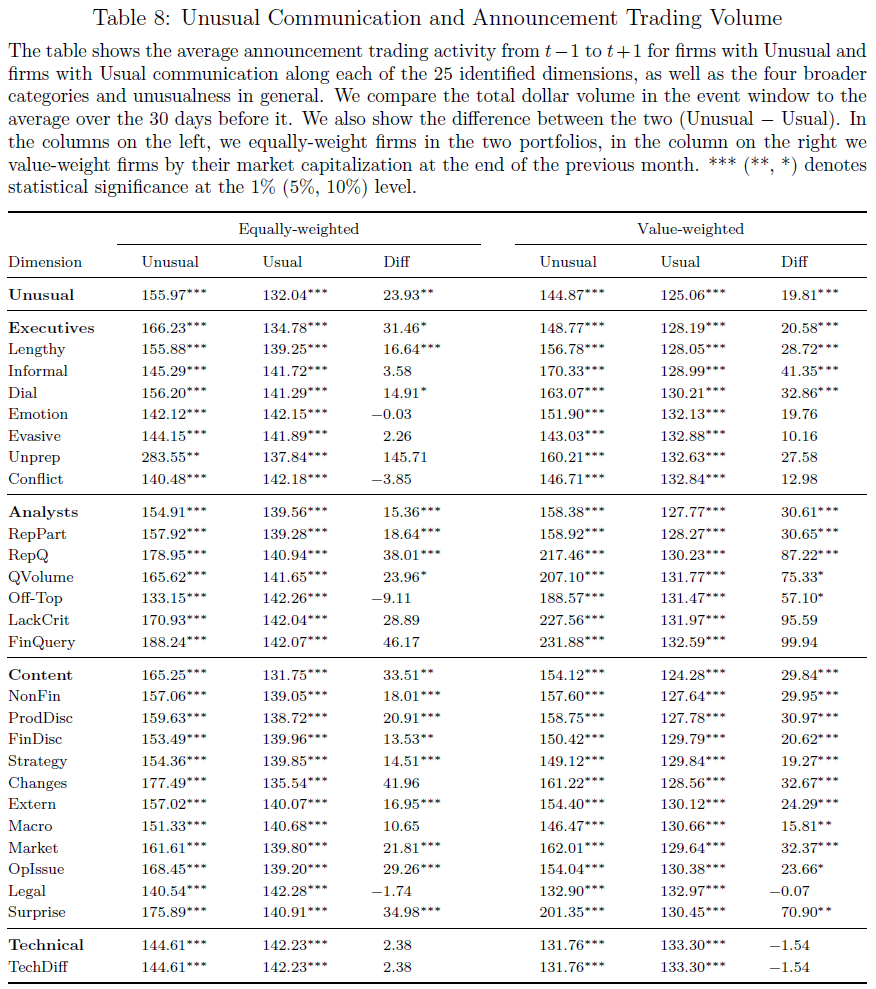 Table 8: Unusual Communication and Announcement Trading Volume
The table shows the average announcement trading activity from t−1 to t+1 for firms with Unusual and
firms with Usual communication along each of the 25 identified dimensions, as well as the four broader
categories and unusualness in general. We compare the total dollar volume in the event window to the
average over the 30 days before it. We also show the difference between the two (Unusual − Usual). In
the columns on the left, we equally-weight firms in the two portfolios, in the column on the right we
value-weight firms by their market capitalization at the end of the previous month. *** (**, *) denotes
statistical significance at the 1% (5%, 10%) level.
Equally-weighted Value-weighted
Dimension Unusual Usual Diff Unusual Usual Diff
Unusual 155.97*** 132.04*** 23.93** 144.87*** 125.06*** 19.81***
Executives 166.23*** 134.78*** 31.46* 148.77*** 128.19*** 20.58***
Lengthy 155.88*** 139.25*** 16.64*** 156.78*** 128.05*** 28.72***
Informal 145.29*** 141.72*** 3.58 170.33*** 128.99*** 41.35***
Dial 156.20*** 141.29*** 14.91* 163.07*** 130.21*** 32.86***
Emotion 142.12*** 142.15*** −0.03 151.90*** 132.13*** 19.76
Evasive 144.15*** 141.89*** 2.26 143.03*** 132.88*** 10.16
Unprep 283.55** 137.84*** 145.71 160.21*** 132.63*** 27.58
Conflict 140.48*** 142.18*** −3.85 146.71*** 132.84*** 12.98
Analysts 154.91*** 139.56*** 15.36*** 158.38*** 127.77*** 30.61***
RepPart 157.92*** 139.28*** 18.64*** 158.92*** 128.27*** 30.65***
RepQ 178.95*** 140.94*** 38.01*** 217.46*** 130.23*** 87.22***
QVolume 165.62*** 141.65*** 23.96* 207.10*** 131.77*** 75.33*
Off-Top 133.15*** 142.26*** −9.11 188.57*** 131.47*** 57.10*
LackCrit 170.93*** 142.04*** 28.89 227.56*** 131.97*** 95.59
FinQuery 188.24*** 142.07*** 46.17 231.88*** 132.59*** 99.94
Content 165.25*** 131.75*** 33.51** 154.12*** 124.28*** 29.84***
NonFin 157.06*** 139.05*** 18.01*** 157.60*** 127.64*** 29.95***
ProdDisc 159.63*** 138.72*** 20.91*** 158.75*** 127.78*** 30.97***
FinDisc 153.49*** 139.96*** 13.53** 150.42*** 129.79*** 20.62***
Strategy 154.36*** 139.85*** 14.51*** 149.12*** 129.84*** 19.27***
Changes 177.49*** 135.54*** 41.96 161.22*** 128.56*** 32.67***
Extern 157.02*** 140.07*** 16.95*** 154.40*** 130.12*** 24.29***
Macro 151.33*** 140.68*** 10.65 146.47*** 130.66*** 15.81**
Market 161.61*** 139.80*** 21.81*** 162.01*** 129.64*** 32.37***
OpIssue 168.45*** 139.20*** 29.26*** 154.04*** 130.38*** 23.66*
Legal 140.54*** 142.28*** −1.74 132.90*** 132.97*** −0.07
Surprise 175.89*** 140.91*** 34.98*** 201.35*** 130.45*** 70.90**
Technical 144.61*** 142.23*** 2.38 131.76*** 133.30*** −1.54
TechDiff 144.61*** 142.23*** 2.38 131.76*** 133.30*** −1.54